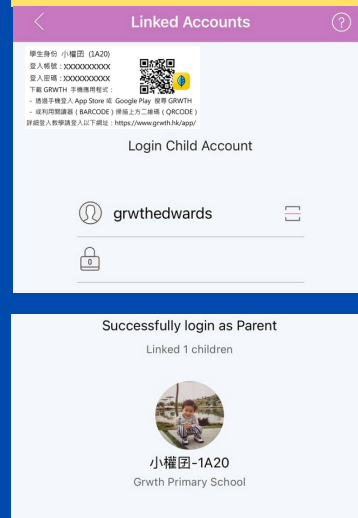 Linked Accounts
?
學生身份 小權囝 (1A20)
登入帳號：XXXXXXXXXX
登入密碼：XXXXXXXXXX
下載 GRWTH 手機應用程式：
- 透過手機登入 App Store 或 Google Play 搜尋 GRWTH
- 或利用閱讀器 ( BARCODE ) 掃描上方二維碼 ( QRCODE )
詳細登入教學請登入以下網址：https://www.grwth.hk/app/
Login Child Account
grwthedwards
Successfully login as Parent
Linked 1 children
小權囝-1A20
Grwth Primary School